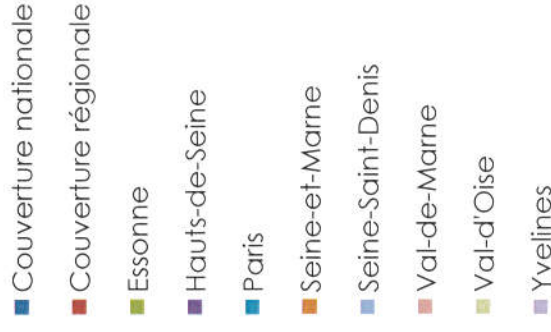 Couverture nationale
Couverture régionale
Essonne
Hauts-de-Seine
Paris
Seine-et-Marne
Seine-Saint-Denis
Val-de-Marne
Val-d'Oise
Yvelines